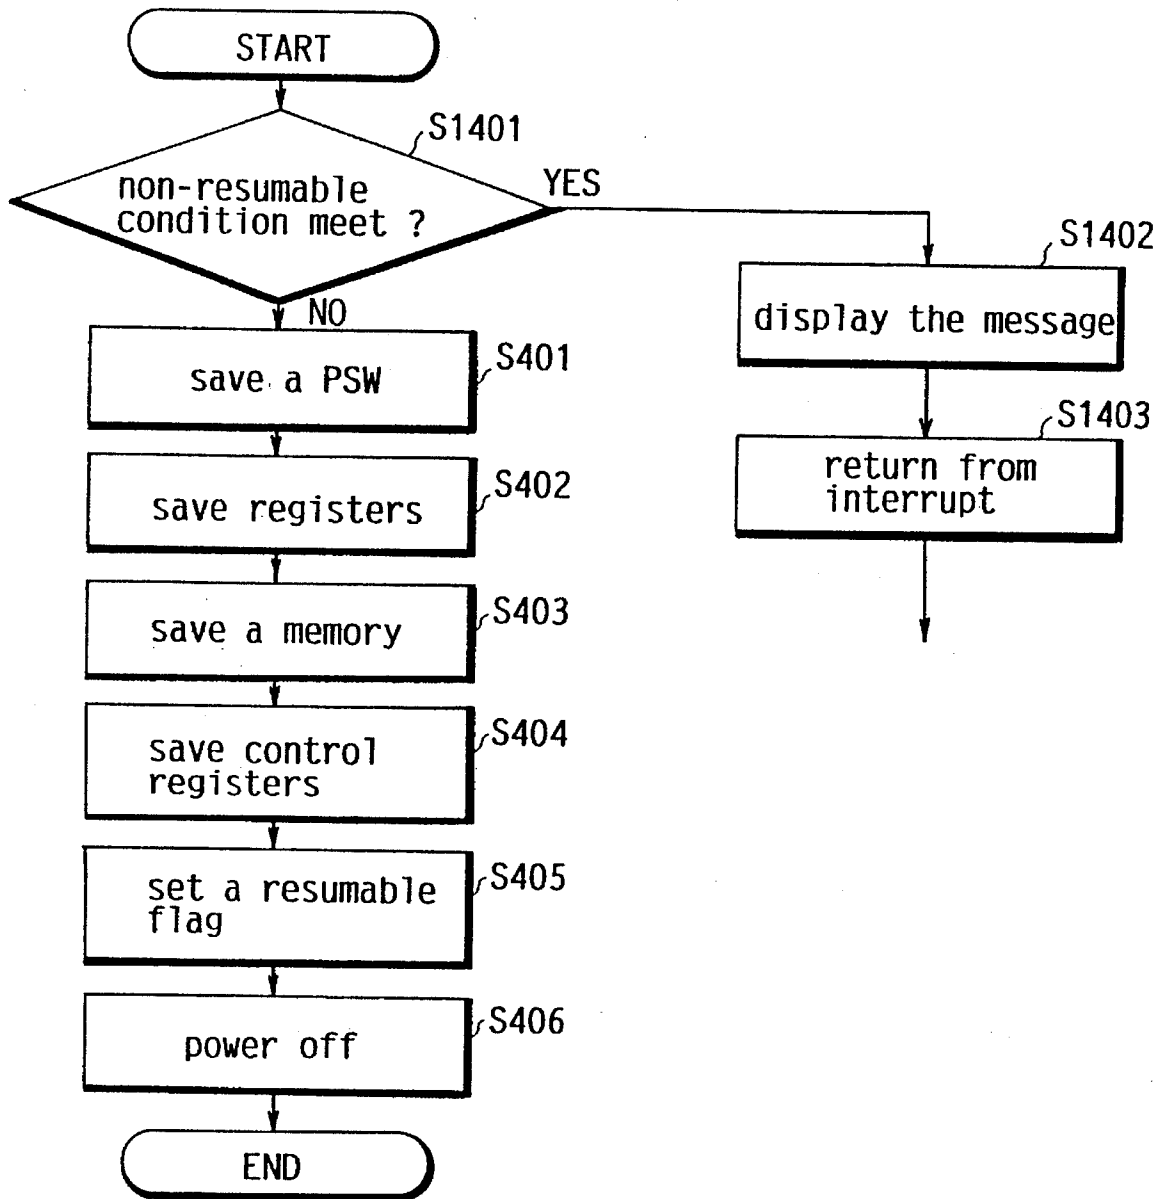 START
S1401
non-resumable
condition meet ?
YES
NO
S1402
display the message
S1403
return from
interrupt
save a PSW
S401
save registers
S402
save a memory
S403
save control
registers
S404
set a resumable
flag
S405
power off
S406
END